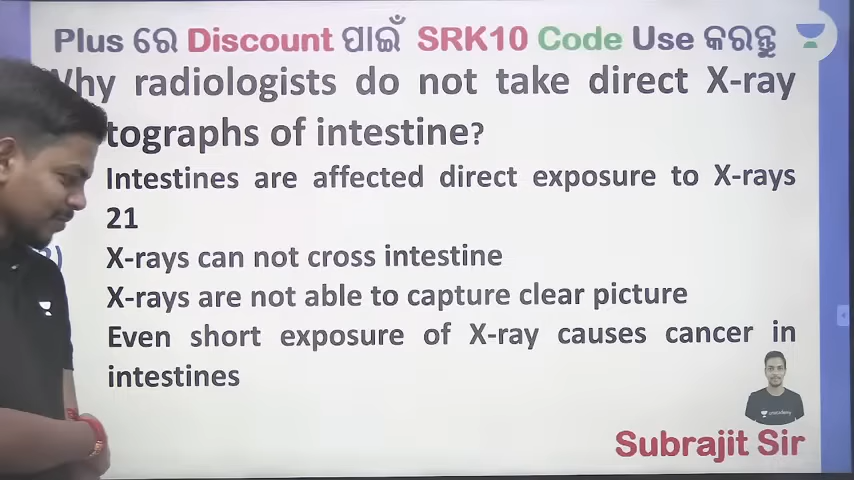 Plus ରେ Discount ପାଇଁ SRK10 Code Use କରନ୍ତୁ
Why radiologists do not take direct X-ray
tographs of intestine?
Intestines are affected direct exposure to X-rays
21
X-rays can not cross intestine
X-rays are not able to capture clear picture
Even short exposure of X-ray causes cancer in
intestines
Subrajit Sir